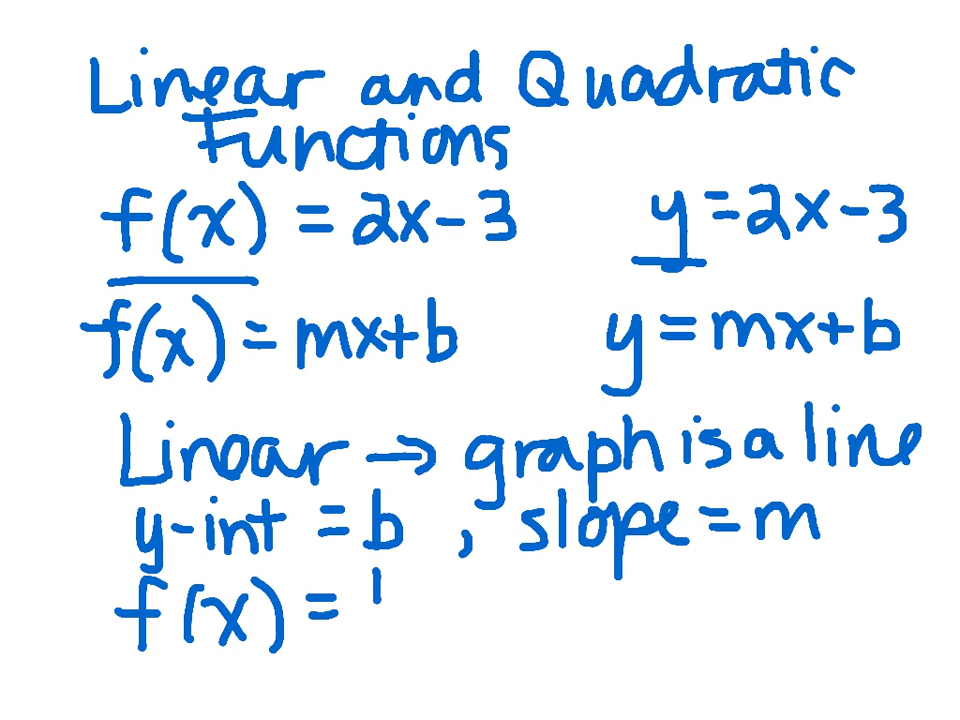 Linear and Quadratic
Functions
f(x) = 2x - 3 y = 2x - 3
f(x) = mx + b y = mx + b
Linear → graph is a line
y-int = b, slope = m
f(x) =